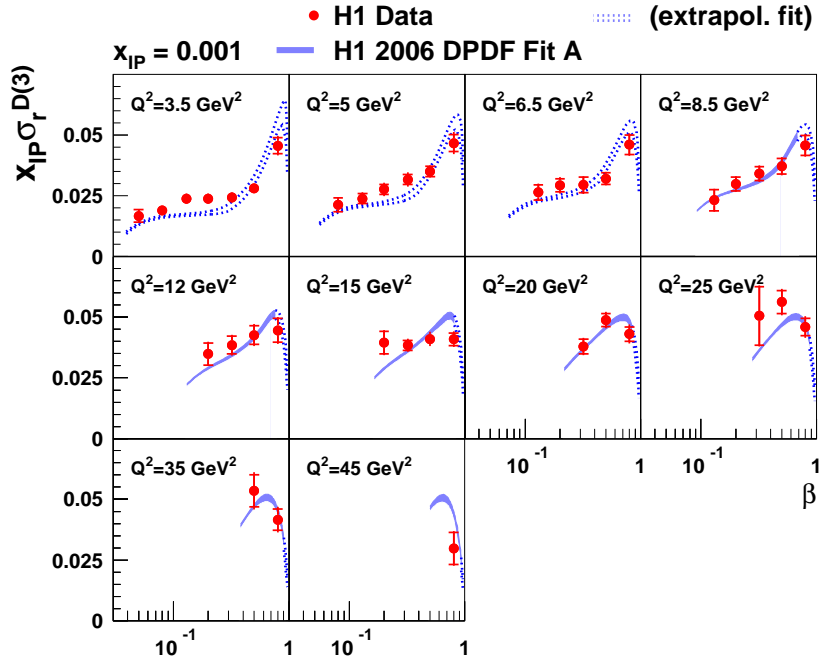 H1 Data
(extrapol. fit)
x_IP = 0.001
H1 2006 DPDF Fit A
x_IP σ_r^D(3)
Q²=3.5 GeV²
Q²=5 GeV²
Q²=6.5 GeV²
Q²=8.5 GeV²
0.05
0.025
0
Q²=12 GeV²
Q²=15 GeV²
Q²=20 GeV²
Q²=25 GeV²
0.05
0.025
0
10⁻¹ 1
10⁻¹ 1
β
Q²=35 GeV²
Q²=45 GeV²
0.05
0.025
0
10⁻¹ 1
10⁻¹ 1